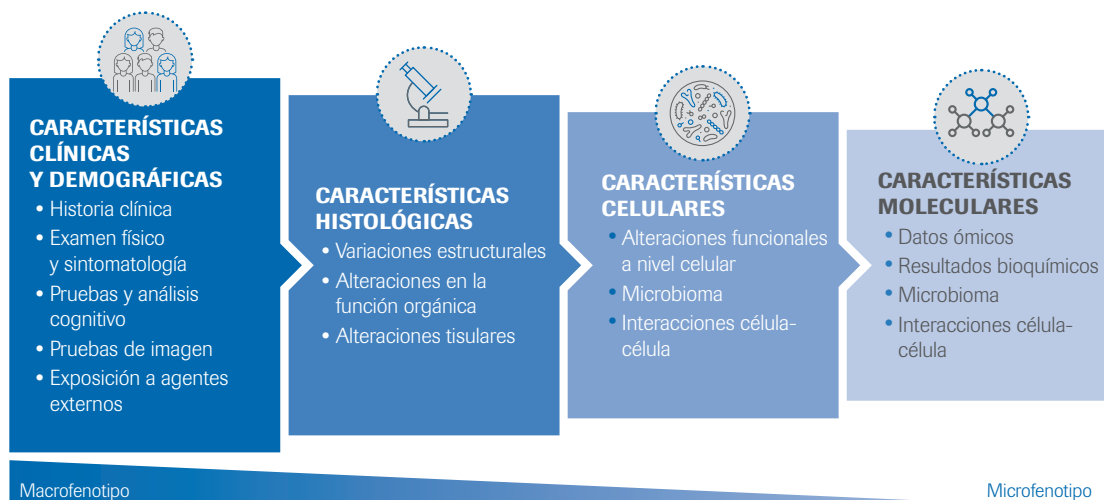 CARACTERÍSTICAS
CLÍNICAS
Y DEMOGRÁFICAS
• Historia clínica
• Examen físico
y sintomatología
• Pruebas y análisis
cognitivo
• Pruebas de imagen
• Exposición a agentes
externos
CARACTERÍSTICAS
HISTOLÓGICAS
• Variaciones estructurales
• Alteraciones en la
función orgánica
• Alteraciones tisulares
CARACTERÍSTICAS
CELULARES
• Alteraciones funcionales
a nivel celular
• Microbioma
• Interacciones célula-
célula
CARACTERÍSTICAS
MOLECULARES
• Datos ómicos
• Resultados bioquímicos
• Microbioma
• Interacciones célula-
célula
Macrofenotipo
Microfenotipo